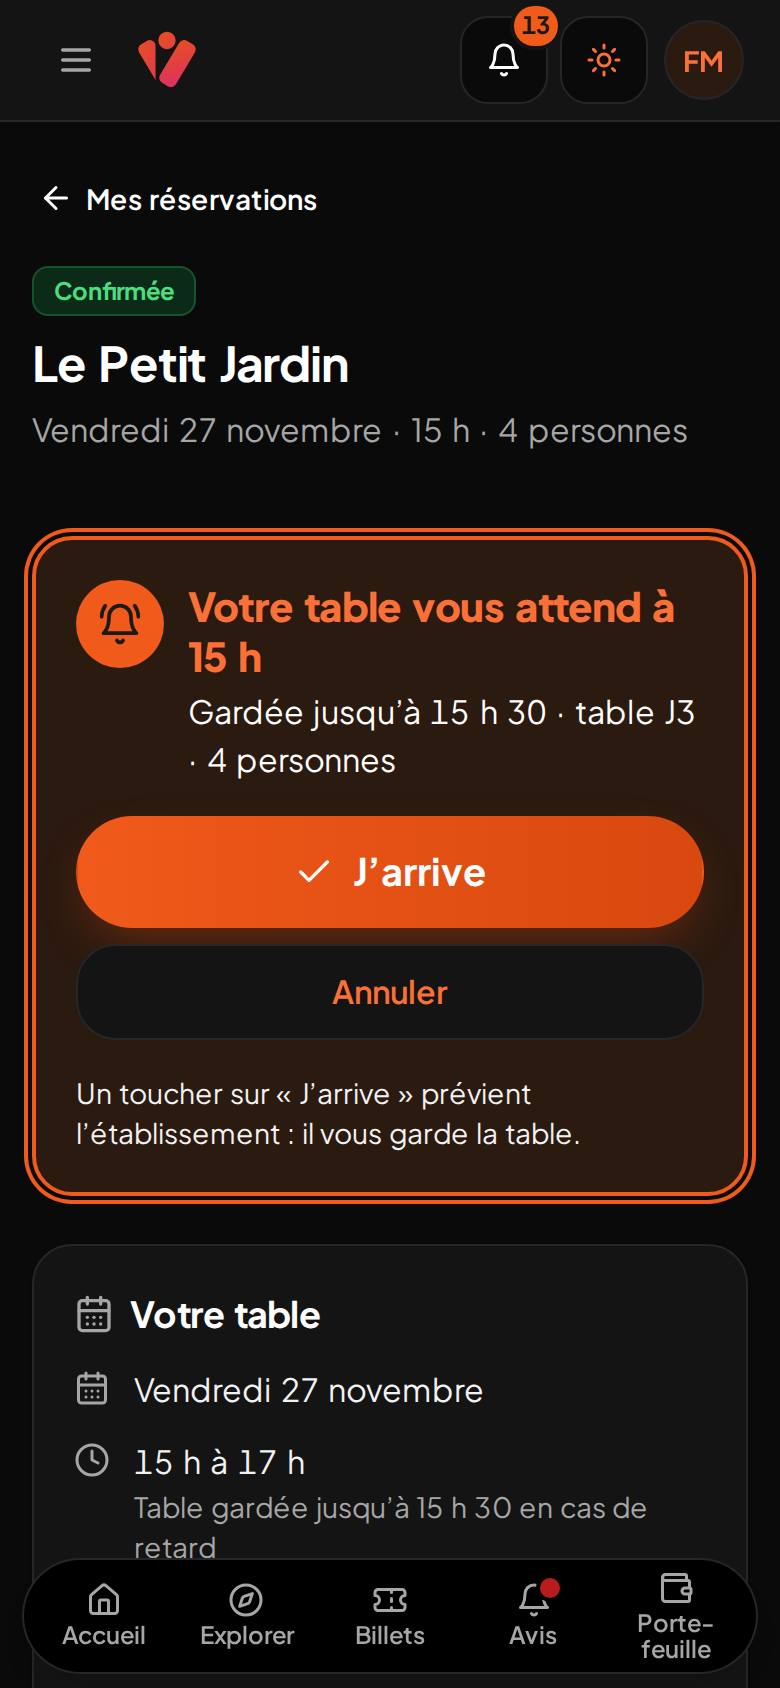 13
FM
Mes réservations
Confirmée
Le Petit Jardin
Vendredi 27 novembre · 15 h · 4 personnes
Votre table vous attend à
15 h
Gardée jusqu’à 15 h 30 · table J3
· 4 personnes
J’arrive
Annuler
Un toucher sur « J’arrive » prévient
l’établissement : il vous garde la table.
Votre table
Vendredi 27 novembre
15 h à 17 h
Table gardée jusqu’à 15 h 30 en cas de
retard
Accueil
Explorer
Billets
Avis
Porte-
feuille